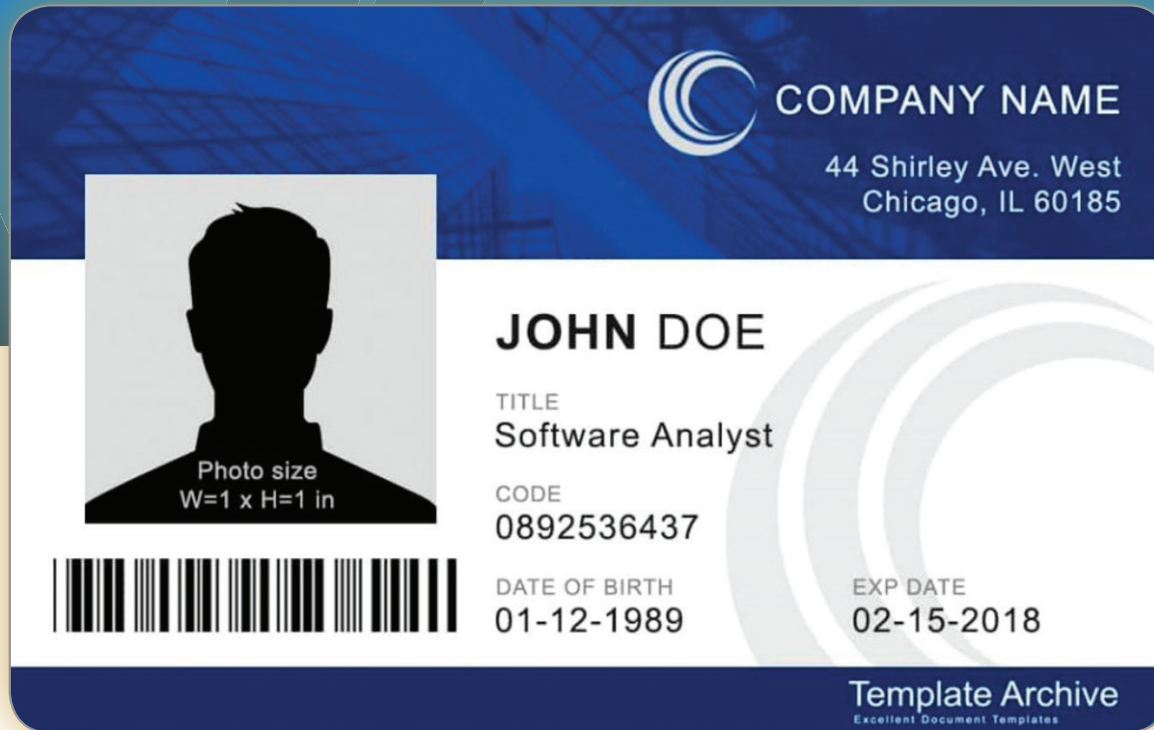 COMPANY NAME
44 Shirley Ave. West
Chicago, IL 60185
JOHN DOE
TITLE
Software Analyst
CODE
0892536437
DATE OF BIRTH
01-12-1989
EXP DATE
02-15-2018
Photo size
W=1 x H=1 in
Template Archive
Excellent Document Templates